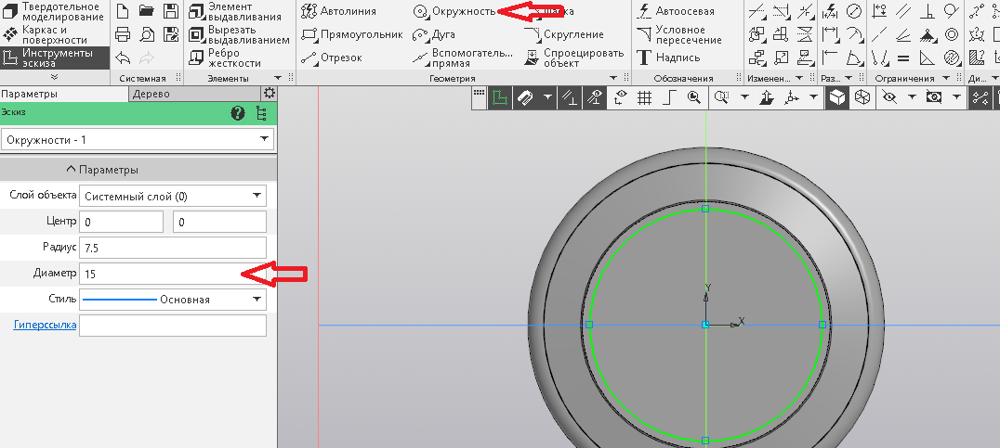 Твердотельное
моделирование
Каркас и
поверхности
Инструменты
эскиза
Системная
Элемент
выдавливания
Вырезать
выдавливанием
Ребро
жесткости
Элементы
Автолиния
Прямоугольник
Отрезок
Окружность
Дуга
Вспомогатель...
прямая
Скругление
Спроецировать
объект
Геометрия
Автоосевая
Условное
пересечение
Надпись
Обозначения
Изменен...
Раз...
Ограничения
Ди...
Параметры
Дерево
Эскиз
?
Окружности - 1
Параметры
Слой объекта
Системный слой (0)
Центр
0
0
Радиус
7.5
Диаметр
15
Стиль
Основная
Гиперссылка
Y
X